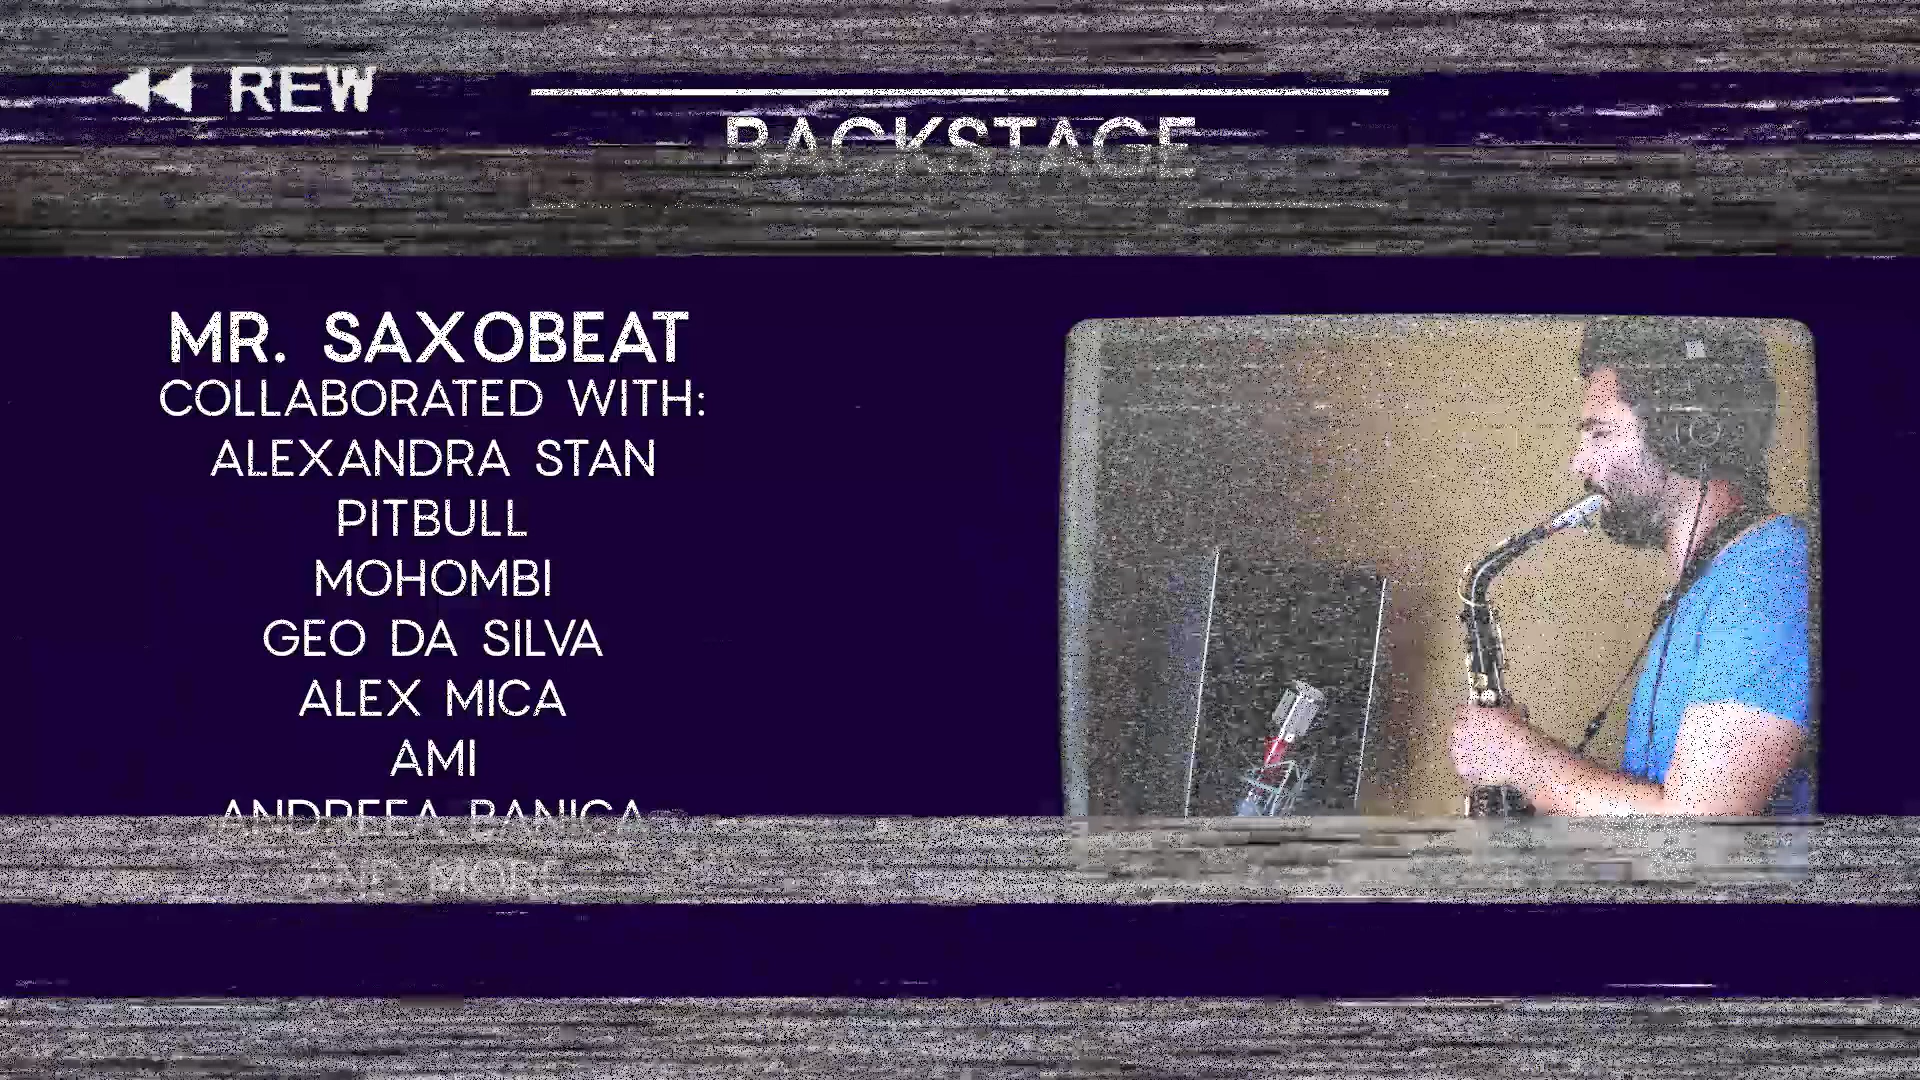 REW
BACKSTAGE
MR. SAXOBEAT
COLLABORATED WITH:
ALEXANDRA STAN
PITBULL
MOHOMBI
GEO DA SILVA
ALEX MICA
AMI
ANDREEA BANICA
AND MORE